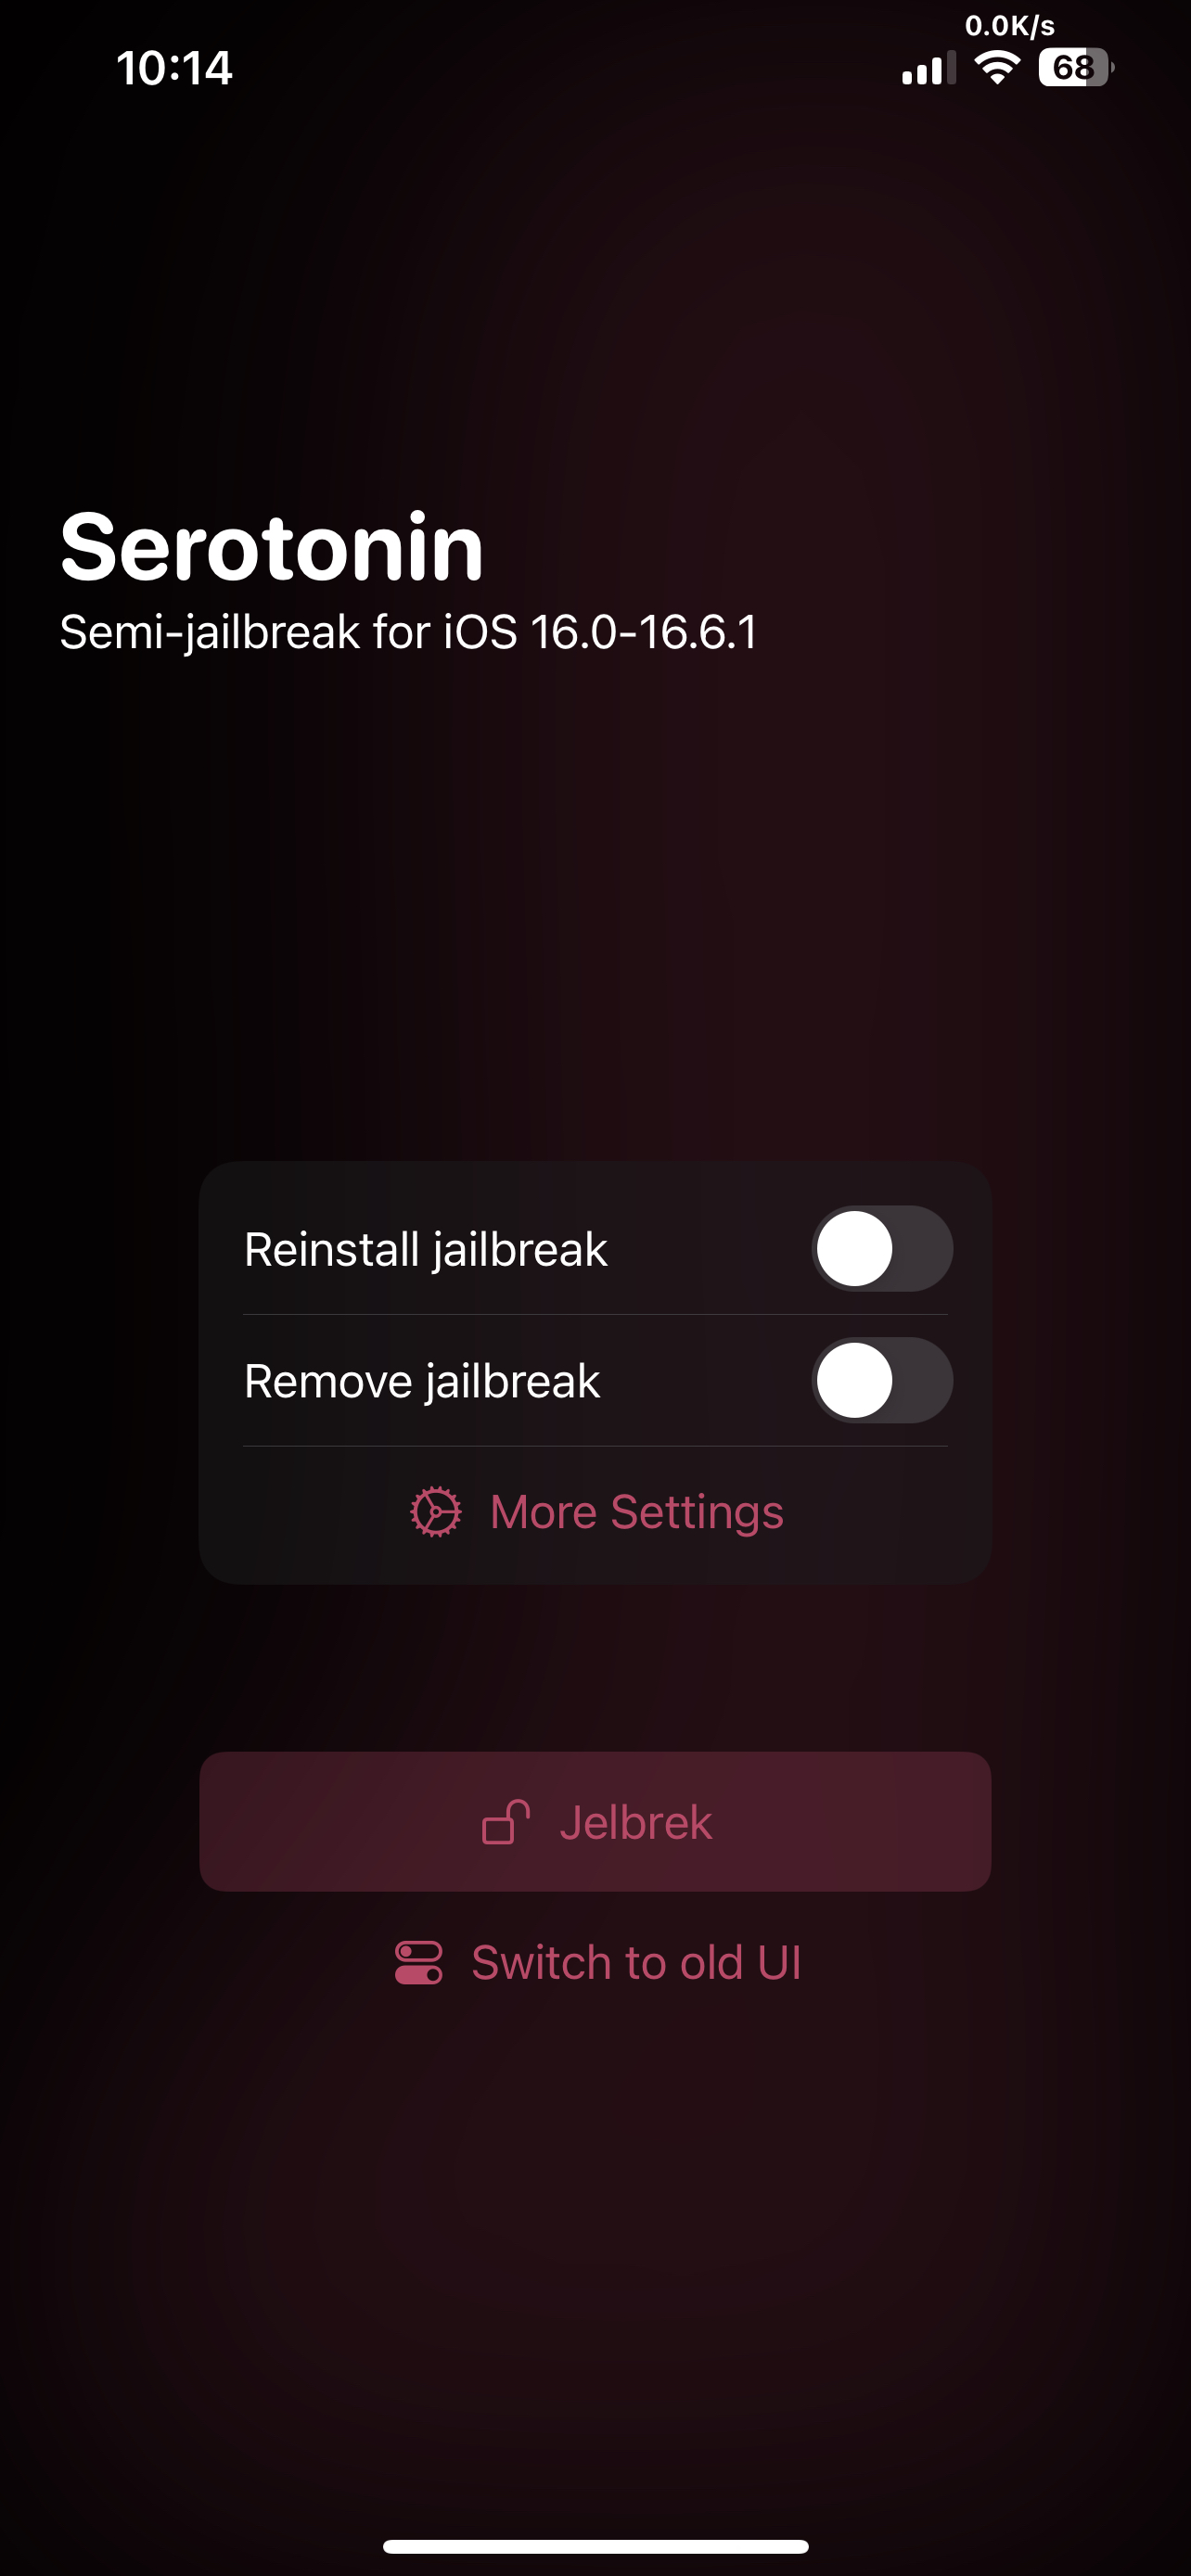 0.0K/s
10:14
68
Serotonin
Semi-jailbreak for iOS 16.0-16.6.1
Reinstall jailbreak
Remove jailbreak
More Settings
Jelbrek
Switch to old UI